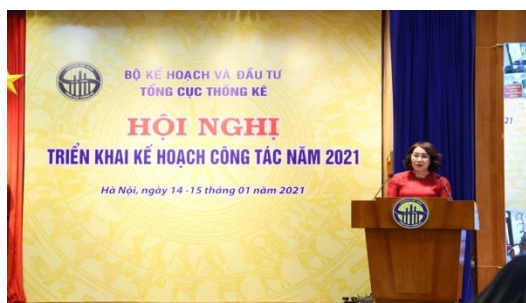 BỘ KẾ HOẠCH VÀ ĐẦU TƯ
TỔNG CỤC THỐNG KÊ
HỘI NGHỊ
TRIỂN KHAI KẾ HOẠCH CÔNG TÁC NĂM 2021
Hà Nội, ngày 14 -15 tháng 01 năm 2021
21